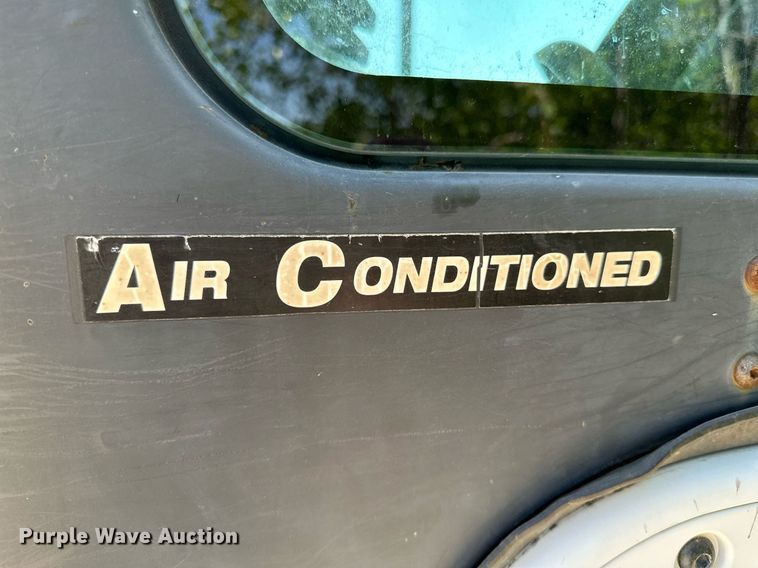 AIR CONDITIONED
Purple Wave Auction